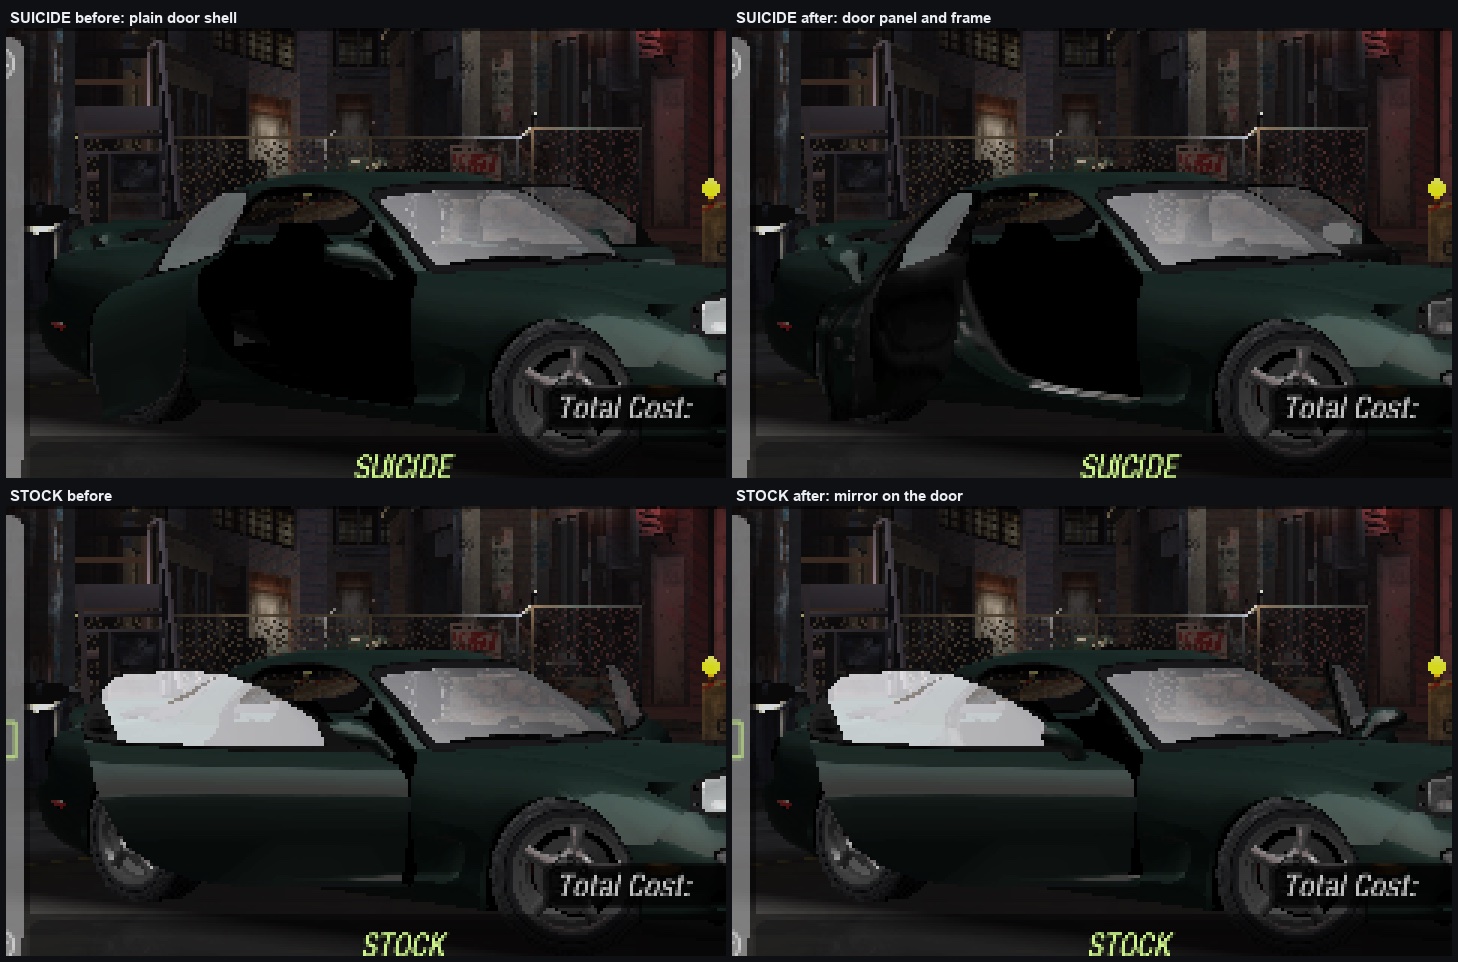 SUICIDE before: plain door shell
SUICIDE after: door panel and frame
Total Cost:
Total Cost:
SUICIDE
SUICIDE
STOCK before
STOCK after: mirror on the door
Total Cost:
Total Cost:
STOCK
STOCK